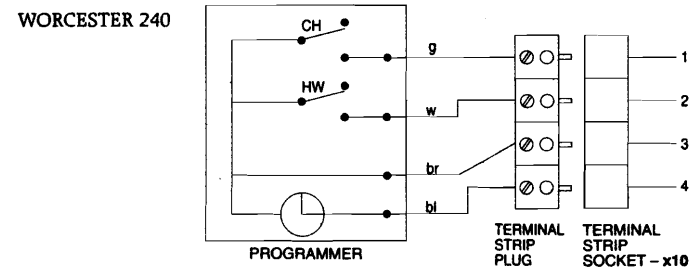 WORCESTER 240
CH
g
1
HW
w
2
br
3
bl
4
PROGRAMMER
TERMINAL
STRIP
PLUG
TERMINAL
STRIP
SOCKET – x10